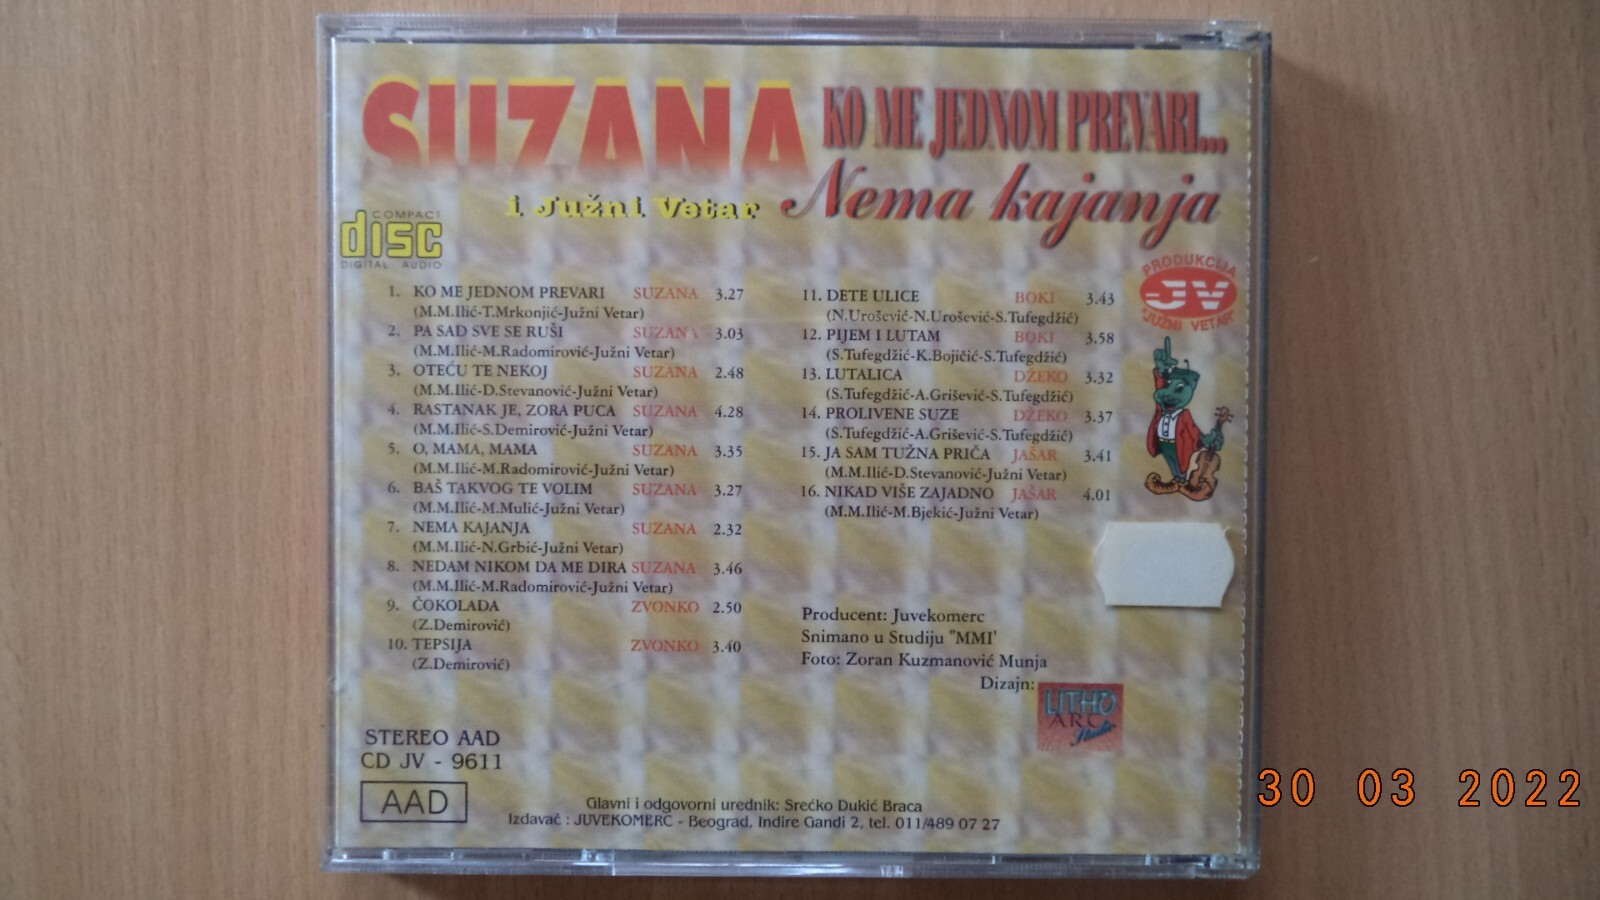 SUZANA
i Južni Vetar
KO ME JEDNOM PREVARI...
Nema kajanja
COMPACT
disc
DIGITAL AUDIO
1. KO ME JEDNOM PREVARI SUZANA 3.27
(M.M.Ilić-T.Mrkonjić-Južni Vetar)
2. PA SAD SVE SE RUŠI SUZANA 3.03
(M.M.Ilić-M.Radomirović-Južni Vetar)
3. OTEĆU TE NEKOJ SUZANA 2.48
(M.M.Ilić-D.Stevanović-Južni Vetar)
4. RASTANAK JE, ZORA PUCA SUZANA 4.28
(M.M.Ilić-S.Demirović-Južni Vetar)
5. O, MAMA, MAMA SUZANA 3.35
(M.M.Ilić-M.Radomirović-Južni Vetar)
6. BAŠ TAKVOG TE VOLIM SUZANA 3.27
(M.M.Ilić-M.Mulić-Južni Vetar)
7. NEMA KAJANJA SUZANA 2.32
(M.M.Ilić-N.Grbić-Južni Vetar)
8. NEDAM NIKOM DA ME DIRA SUZANA 3.46
(M.M.Ilić-M.Radomirović-Južni Vetar)
9. ČOKOLADA ZVONKO 2.50
(Z.Demirović)
10. TEPSIJA ZVONKO 3.40
(Z.Demirović)
11. DETE ULICE BOKI 3.43
(N.Urošević-N.Urošević-S.Tufegdžić)
12. PIJEM I LUTAM BOKI 3.58
(S.Tufegdžić-K.Bojičić-S.Tufegdžić)
13. LUTALICA DŽEKO 3.32
(S.Tufegdžić-A.Grišević-S.Tufegdžić)
14. PROLIVENE SUZE DŽEKO 3.37
(S.Tufegdžić-A.Grišević-S.Tufegdžić)
15. JA SAM TUŽNA PRIČA JAŠAR 3.41
(M.M.Ilić-D.Stevanović-Južni Vetar)
16. NIKAD VIŠE ZAJADNO JAŠAR 4.01
(M.M.Ilić-M.Bjekić-Južni Vetar)
PRODUKCIJA
JV
"JUŽNI VETAR"
Producent: Juvekomerc
Snimano u Studiju "MMI'
Foto: Zoran Kuzmanović Munja
Dizajn:
LITHO
ART
Studio
STEREO AAD
CD JV - 9611
AAD
Glavni i odgovorni urednik: Srećko Dukić Braca
Izdavač : JUVEKOMERC - Beograd, Indire Gandi 2, tel. 011/489 07 27
30 03 2022